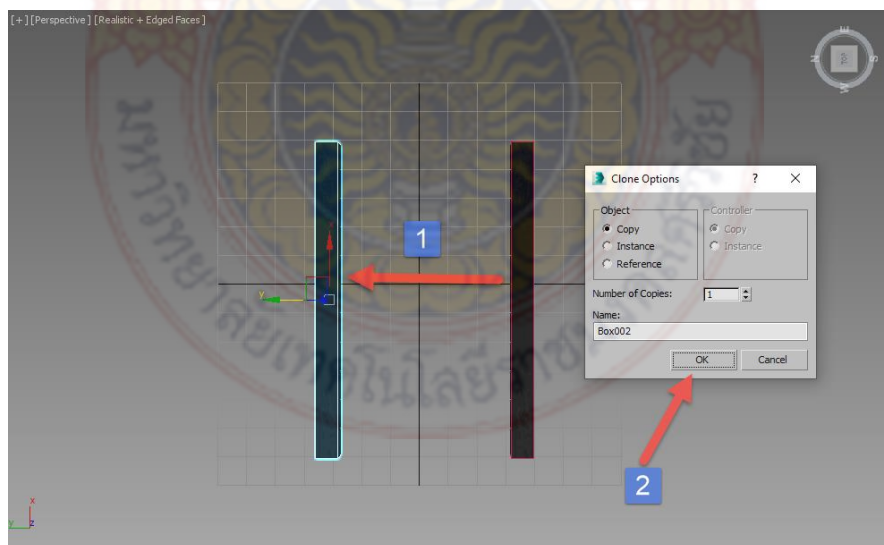 [+] [Perspective ] [Realistic + Edged Faces ]
E
N
TOP
S
W
Clone Options
? X
Object
Copy
Instance
Reference
Controller
Copy
Instance
Number of Copies:
1
Name:
Box002
OK
Cancel
1
2
x
y
x
y
z